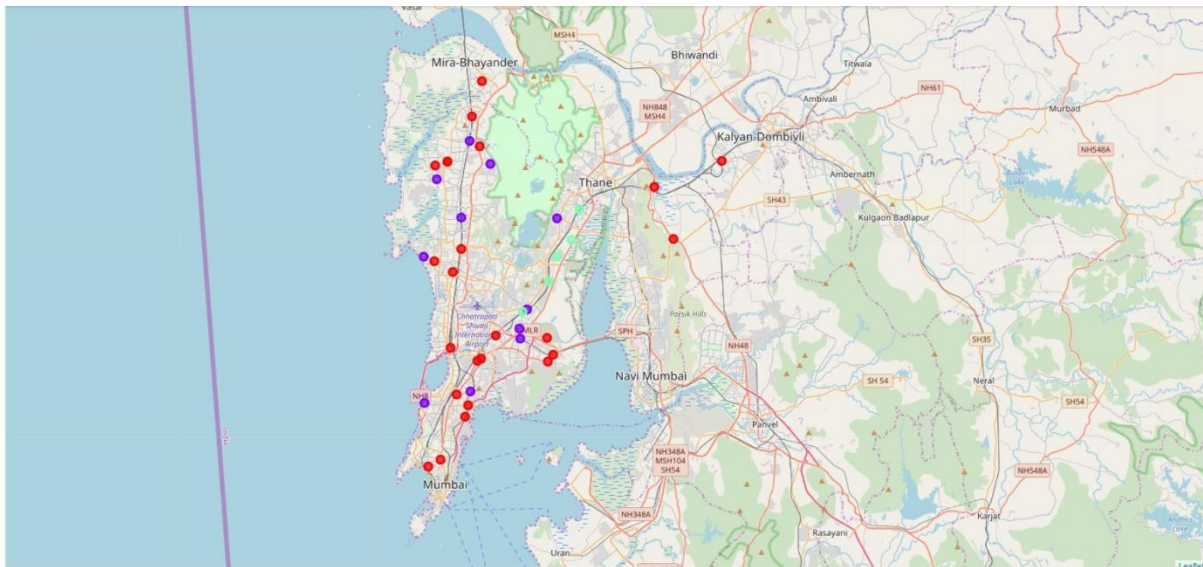 Vasai
MSH4
Mira-Bhayander
Bhiwandi
Titwala
NH61
Ambivali
Murbad
NH848
MSH4
Kalyan-Dombivli
NH548A
Ambernath
Thane
SH43
Kulgaon Badlapur
Chhatrapati
Shivaji
International
Airport
MLR
SPH
Parsik Hills
NH48
SH35
Navi Mumbai
SH 54
Neral
NH8
SH54
Panvel
NH348A
MSH104
SH54
NH548A
Mumbai
NH348A
Karjat
Rasayani
Uran